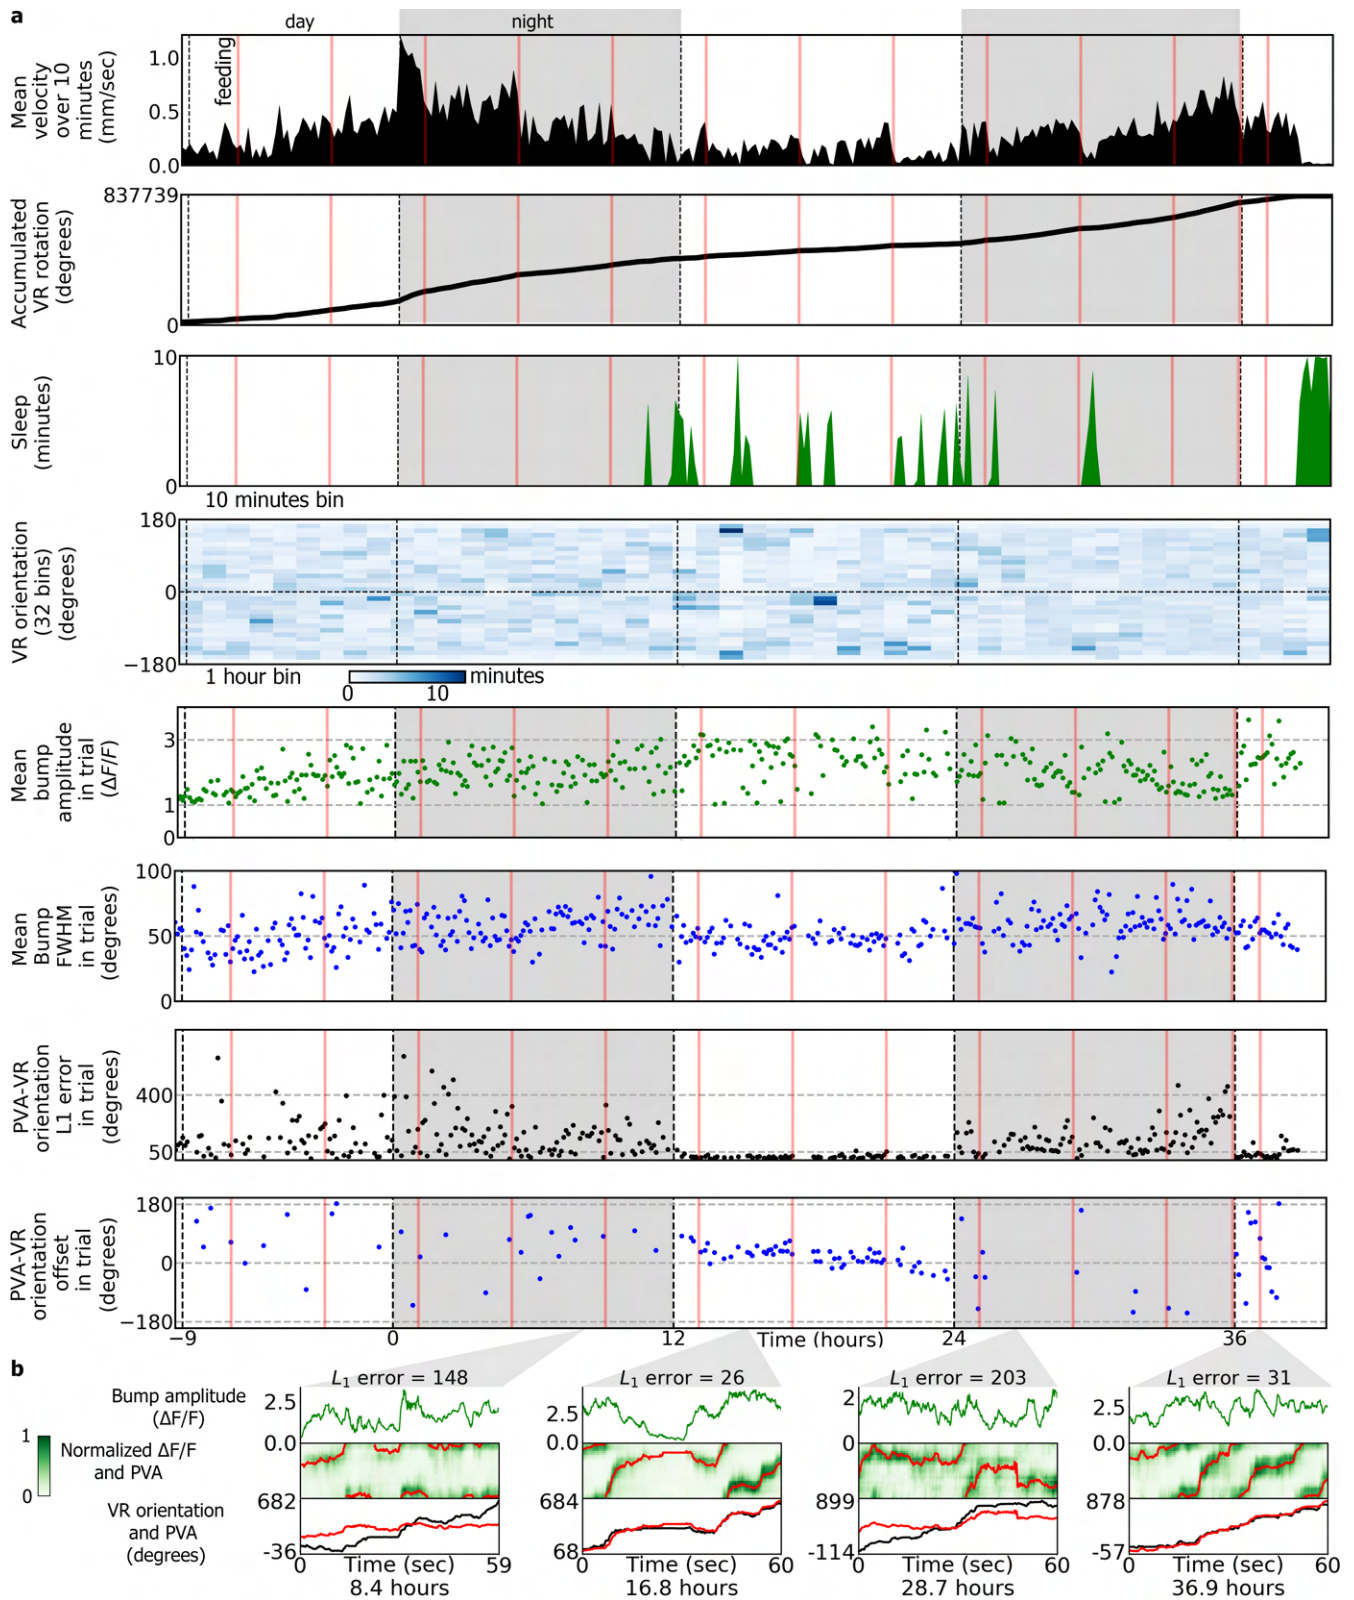 a
day
night
feeding
Mean
velocity
over 10
minutes
(mm/sec)
1.0
0.5
0.0
Accumulated
VR rotation
(degrees)
837739
0
Sleep
(minutes)
10
0
10 minutes bin
VR orientation
(32 bins)
(degrees)
180
0
−180
1 hour bin
minutes
0
10
Mean
bump
amplitude
in trial
(ΔF/F)
3
1
0
Mean
Bump
FWHM
in trial
(degrees)
100
50
0
PVA-VR
orientation
L1 error
in trial
(degrees)
400
50
PVA-VR
orientation
offset
in trial
(degrees)
180
0
−180
−9
0
12
Time (hours)
24
36
b
L1 error = 148
L1 error = 26
L1 error = 203
L1 error = 31
Bump amplitude
(ΔF/F)
2.5
0.0
2.5
0.0
2
0
2.5
0.0
1
0
Normalized ΔF/F
and PVA
VR orientation
and PVA
(degrees)
682
-36
684
68
899
-114
878
-57
0
Time (sec)
59
0
Time (sec)
60
0
Time (sec)
60
0
Time (sec)
60
8.4 hours
16.8 hours
28.7 hours
36.9 hours